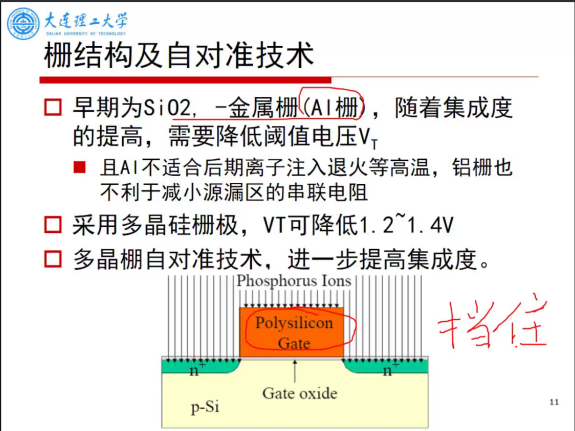 大连理工大学
DALIAN UNIVERSITY OF TECHNOLOGY
栅结构及自对准技术
早期为SiO2,-金属栅(Al栅),随着集成度
的提高,需要降低阈值电压VT
且Al不适合后期离子注入退火等高温,铝栅也
不利于减小源漏区的串联电阻
采用多晶硅栅极,VT可降低1.2~1.4V
多晶棚自对准技术,进一步提高集成度。
Phosphorus Ions
Polysilicon
Gate
挡住
n+
n+
Gate oxide
p-Si
11